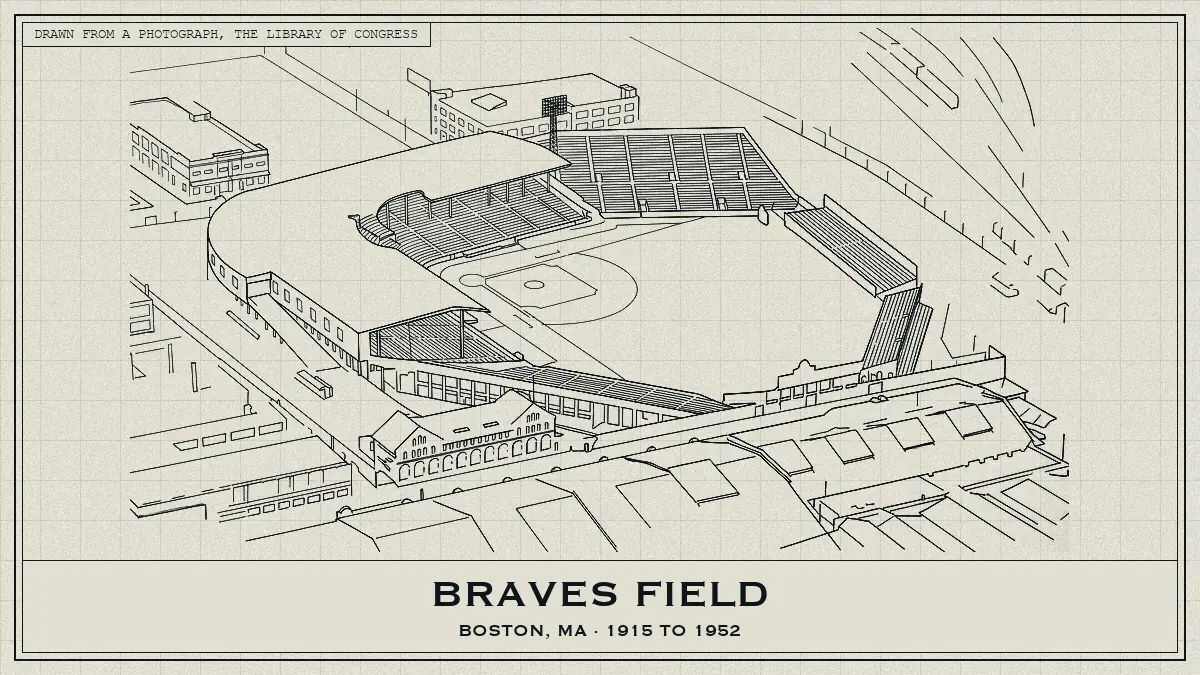 DRAWN FROM A PHOTOGRAPH, THE LIBRARY OF CONGRESS
BRAVES FIELD
BOSTON, MA · 1915 TO 1952